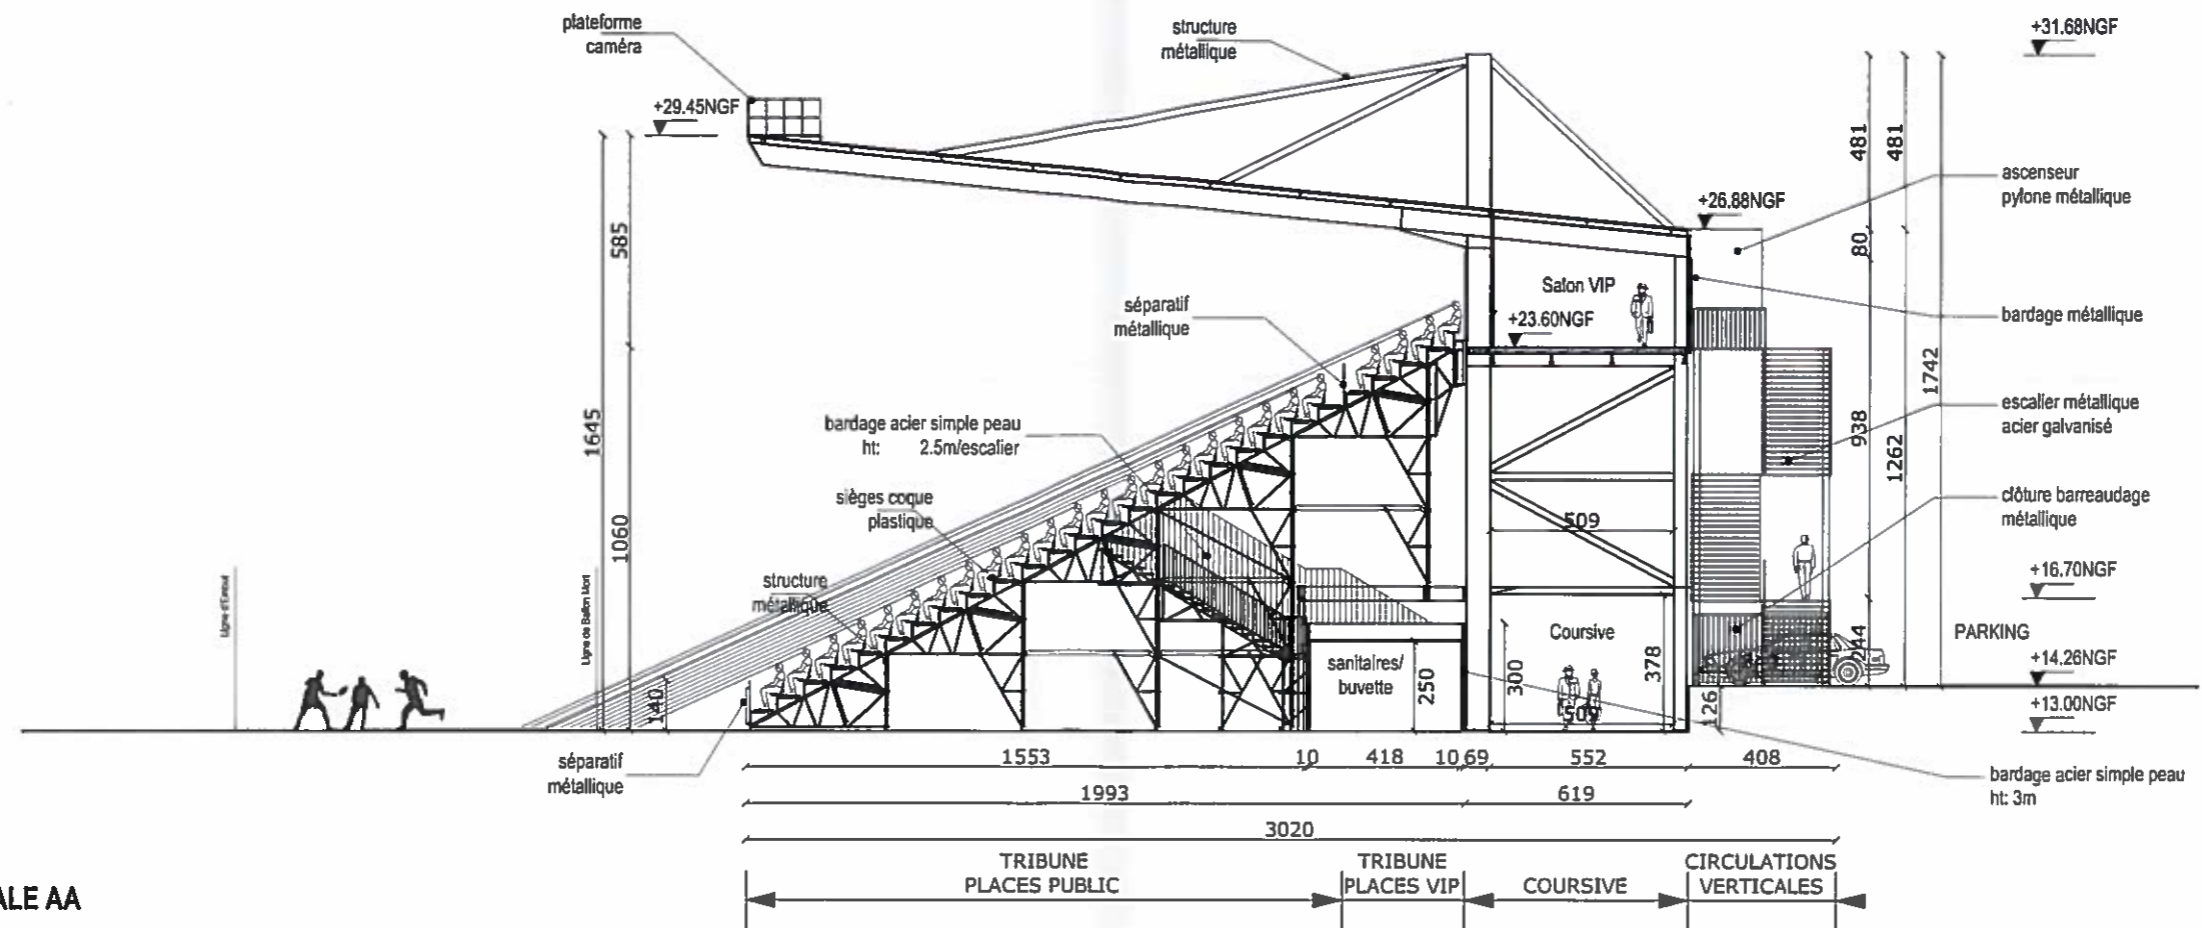 plateforme
caméra
structure
métallique
+31.68NGF
+29.45NGF
481
481
ascenseur
pylone métallique
+26.88NGF
585
80
Salon VIP
séparatif
métallique
+23.60NGF
bardage métallique
1742
1645
bardage acier simple peau
ht: 2.5m/escalier
938
1262
escalier métallique
acier galvanisé
sièges coque
plastique
clôture barreaudage
métallique
1060
509
structure
métallique
+16.70NGF
Ligne de Ballon Mort
Coursive
PARKING
sanitaires/
buvette
250
300
378
244
+14.26NGF
140
509
126
+13.00NGF
séparatif
métallique
1553
10
418
10
69
552
408
bardage acier simple peau
ht: 3m
1993
619
3020
TRIBUNE
PLACES PUBLIC
TRIBUNE
PLACES VIP
COURSIVE
CIRCULATIONS
VERTICALES
ALE AA